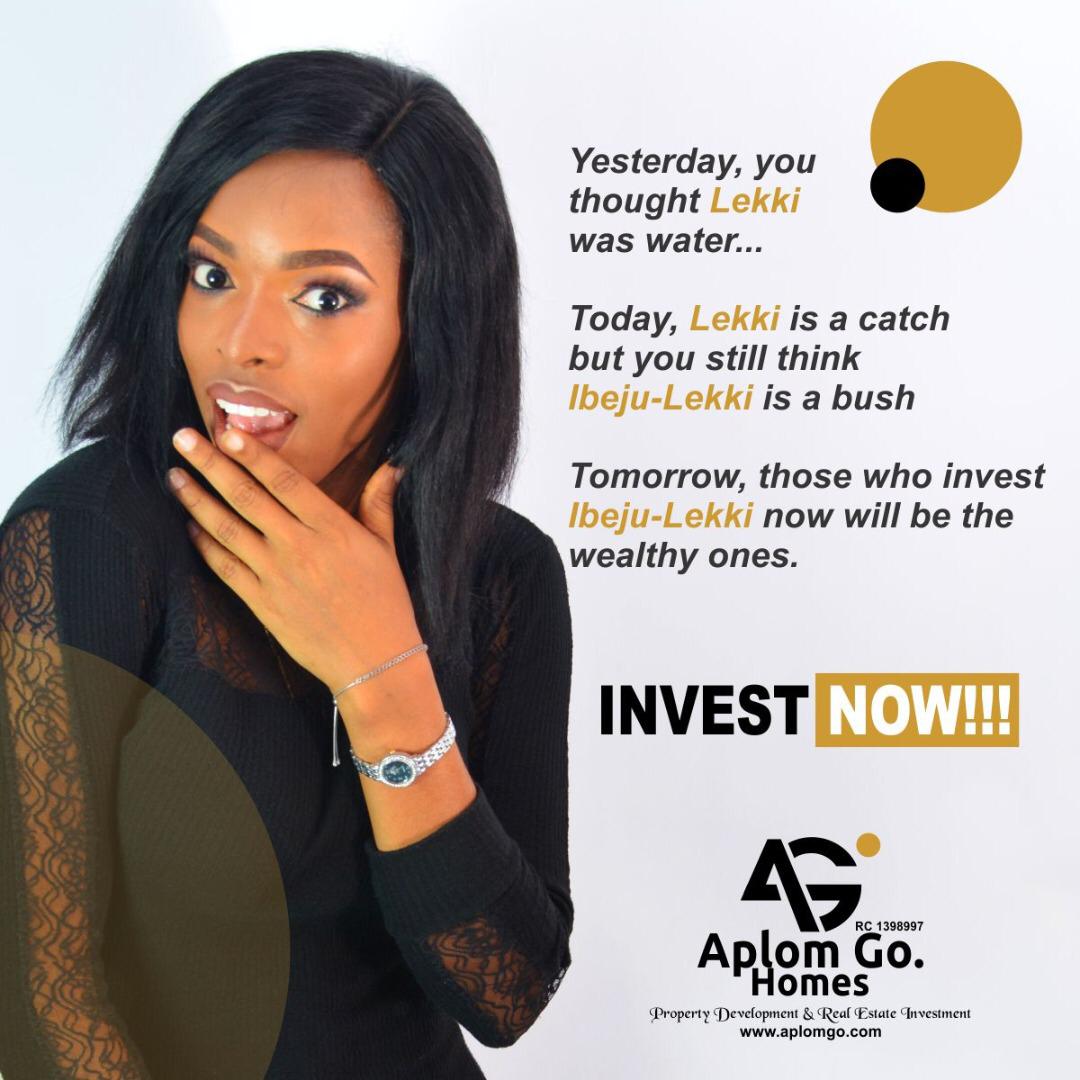 Yesterday, you
thought Lekki
was water...
Today, Lekki is a catch
but you still think
Ibeju-Lekki is a bush
Tomorrow, those who invest
Ibeju-Lekki now will be the
wealthy ones.
INVEST NOW!!!
AG
RC 1398997
Aplom Go.
Homes
Property Development & Real Estate Investment
www.aplomgo.com